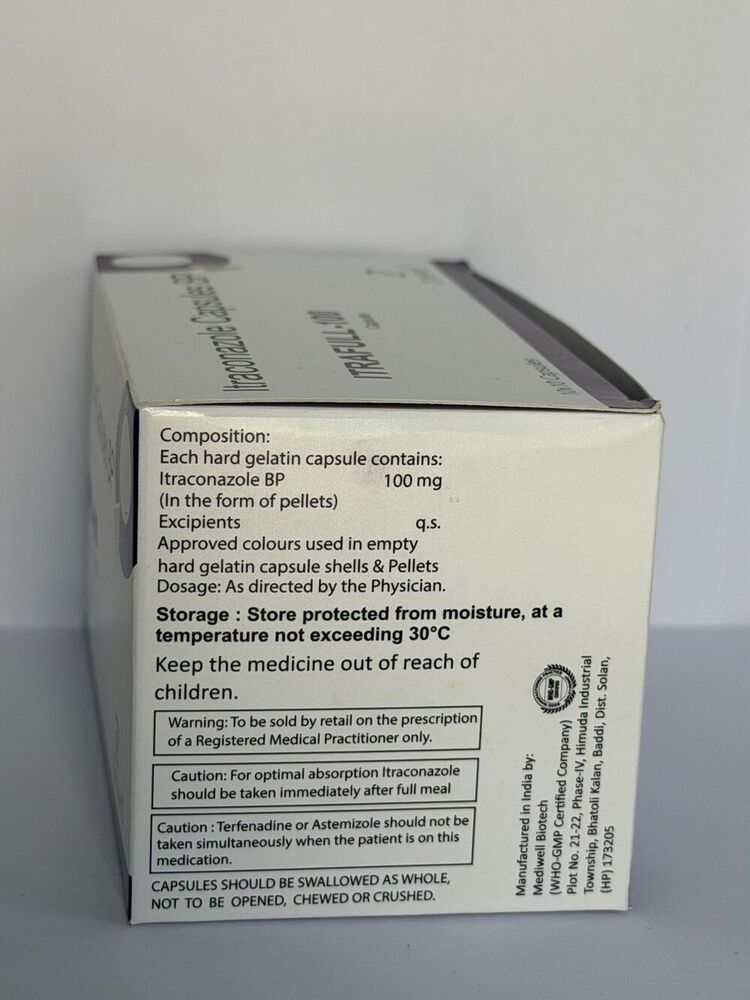 Itraconazole Capsules BP
ITRAFULL-100
Capsules
Composition:
Each hard gelatin capsule contains:
Itraconazole BP 100 mg
(In the form of pellets)
Excipients q.s.
Approved colours used in empty
hard gelatin capsule shells & Pellets
Dosage: As directed by the Physician.
Storage : Store protected from moisture, at a
temperature not exceeding 30°C
Keep the medicine out of reach of
children.
Warning: To be sold by retail on the prescription
of a Registered Medical Practitioner only.
Caution: For optimal absorption Itraconazole
should be taken immediately after full meal
Caution : Terfenadine or Astemizole should not be
taken simultaneously when the patient is on this
medication.
CAPSULES SHOULD BE SWALLOWED AS WHOLE,
NOT TO BE OPENED, CHEWED OR CRUSHED.
Manufactured in India by:
Mediwell Biotech
(WHO-GMP Certified Company)
Plot No. 21-22, Phase-IV, Himuda Industrial
Township, Bhatoli Kalan, Baddi, Dist. Solan,
(HP) 173205
WHO-GMP